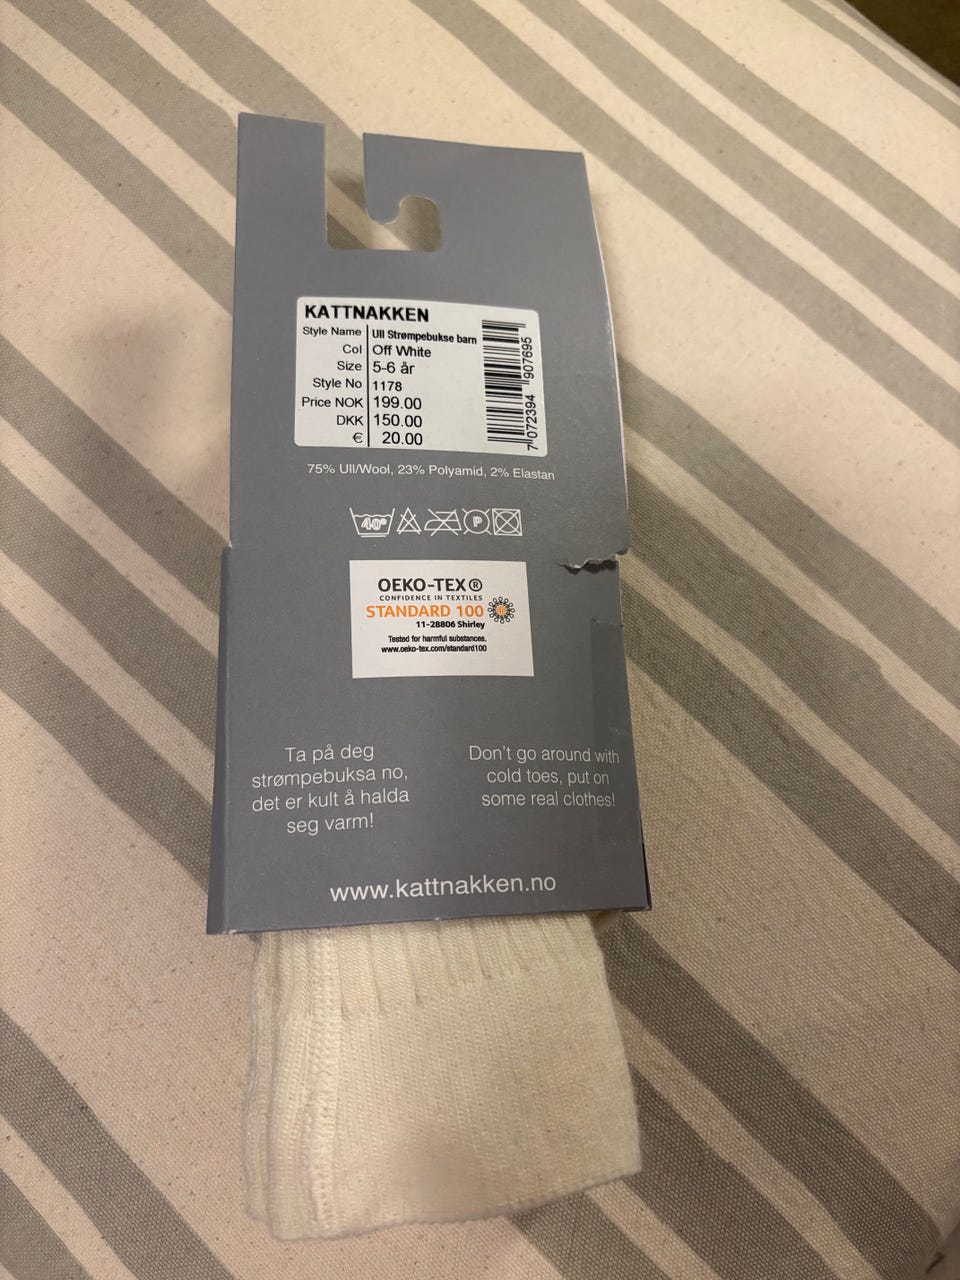 KATTNAKKEN
Style Name Ull Strømpebukse barn
Col Off White
Size 5-6 år
Style No 1178
Price NOK 199.00
DKK 150.00
€ 20.00
7 072394 907695
75% Ull/Wool, 23% Polyamid, 2% Elastan
40° P
OEKO-TEX®
CONFIDENCE IN TEXTILES
STANDARD 100
11-28806 Shirley
Tested for harmful substances.
www.oeko-tex.com/standard100
Ta på deg
strømpebuksa no,
det er kult å halda
seg varm!
Don't go around with
cold toes, put on
some real clothes!
www.kattnakken.no